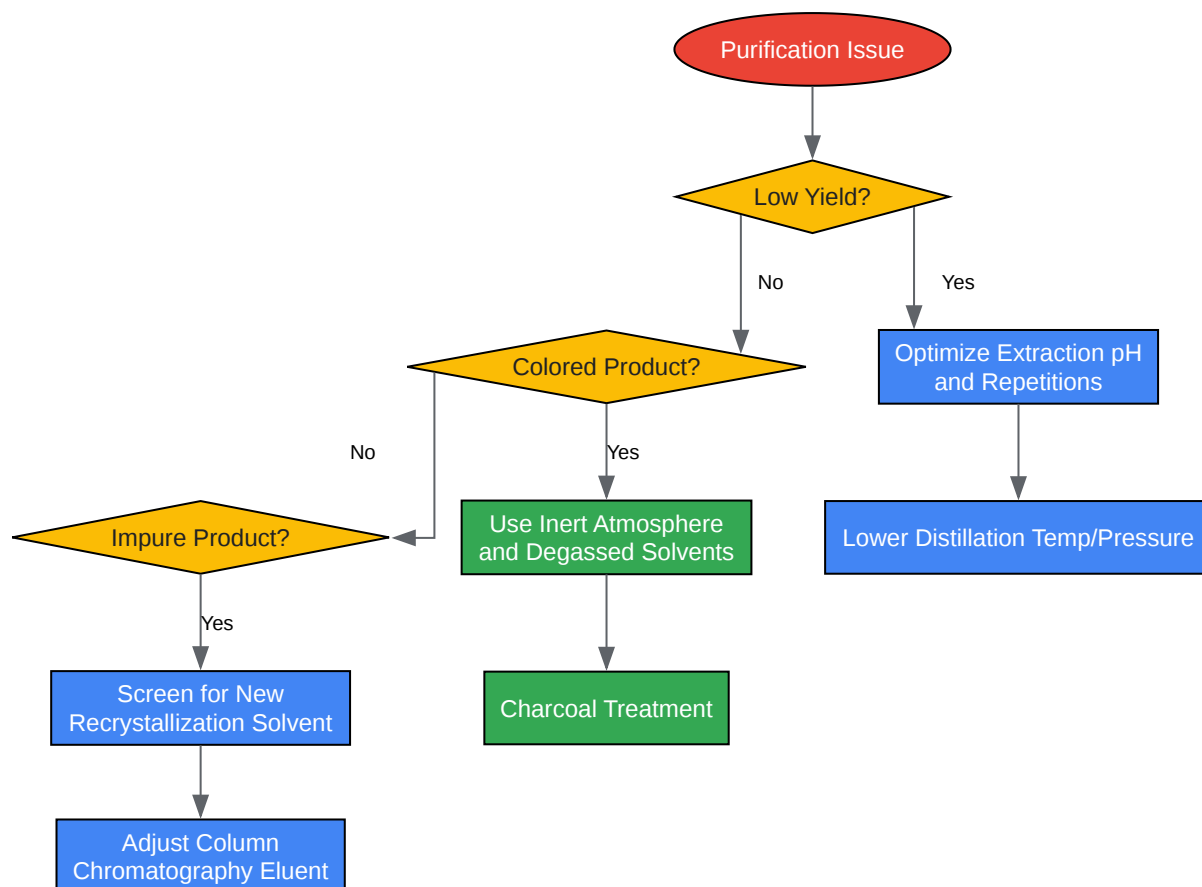 Purification Issue
Low Yield?
No
Yes
Optimize Extraction pH
and Repetitions
Colored Product?
No
Yes
Lower Distillation Temp/Pressure
Use Inert Atmosphere
and Degassed Solvents
Impure Product?
Yes
Charcoal Treatment
Screen for New
Recrystallization Solvent
Adjust Column
Chromatography Eluent